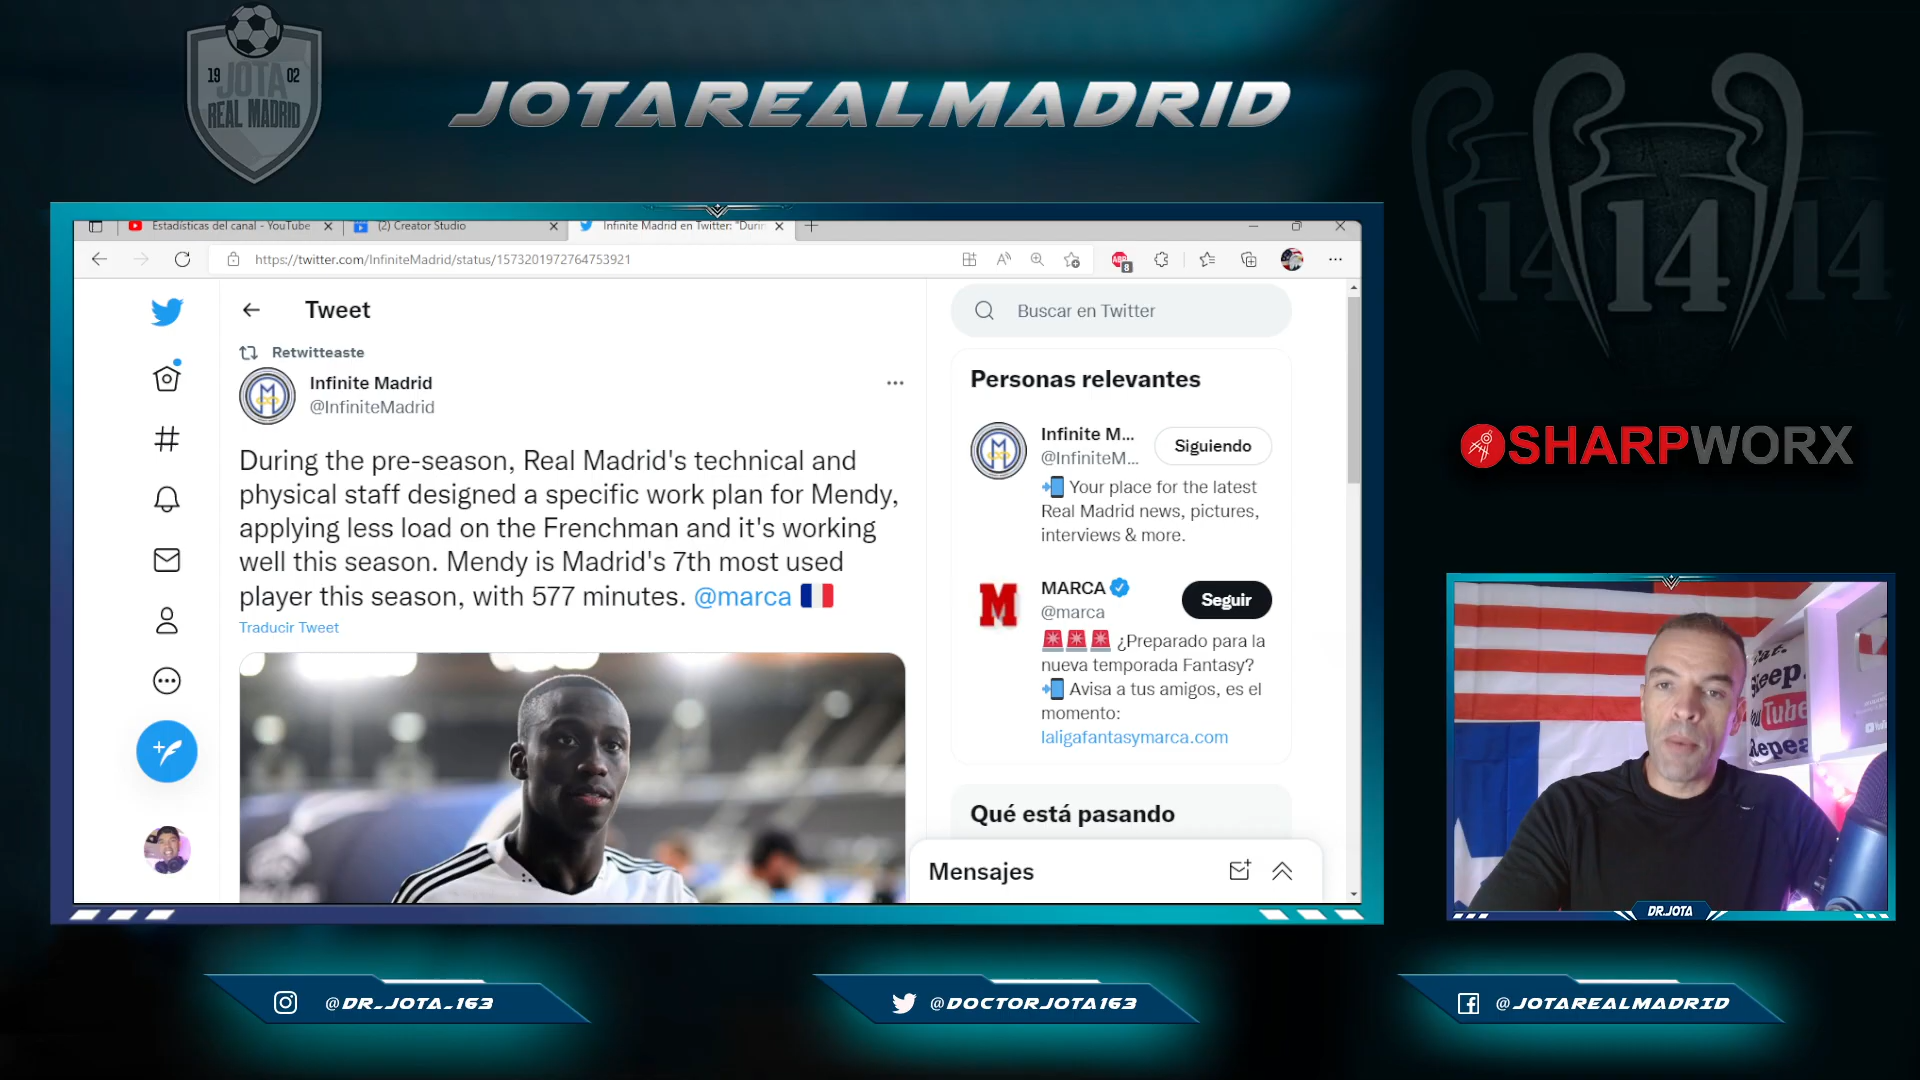 19 02
JOTA
REAL MADRID
JOTAREALMADRID
14 14 14
Estadísticas del canal - YouTube
(2) Creator Studio
Infinite Madrid en Twitter: "Durin
https://twitter.com/InfiniteMadrid/status/1573201972764753921
ABP
8
Tweet
Retwitteaste
Infinite Madrid
@InfiniteMadrid
During the pre-season, Real Madrid's technical and
physical staff designed a specific work plan for Mendy,
applying less load on the Frenchman and it's working
well this season. Mendy is Madrid's 7th most used
player this season, with 577 minutes. @marca 🇫🇷
Traducir Tweet
Buscar en Twitter
Personas relevantes
Infinite M...
@InfiniteM...
Siguiendo
📲 Your place for the latest
Real Madrid news, pictures,
interviews & more.
M
MARCA
@marca
Seguir
🚨🚨🚨 ¿Preparado para la
nueva temporada Fantasy?
📲 Avisa a tus amigos, es el
momento:
laligafantasymarca.com
Qué está pasando
Mensajes
SHARPWORX
Eat.
Sleep.
YouTube
Repeat
DR.JOTA
@DR_JOTA_163
@DOCTORJOTA163
@JOTAREALMADRID